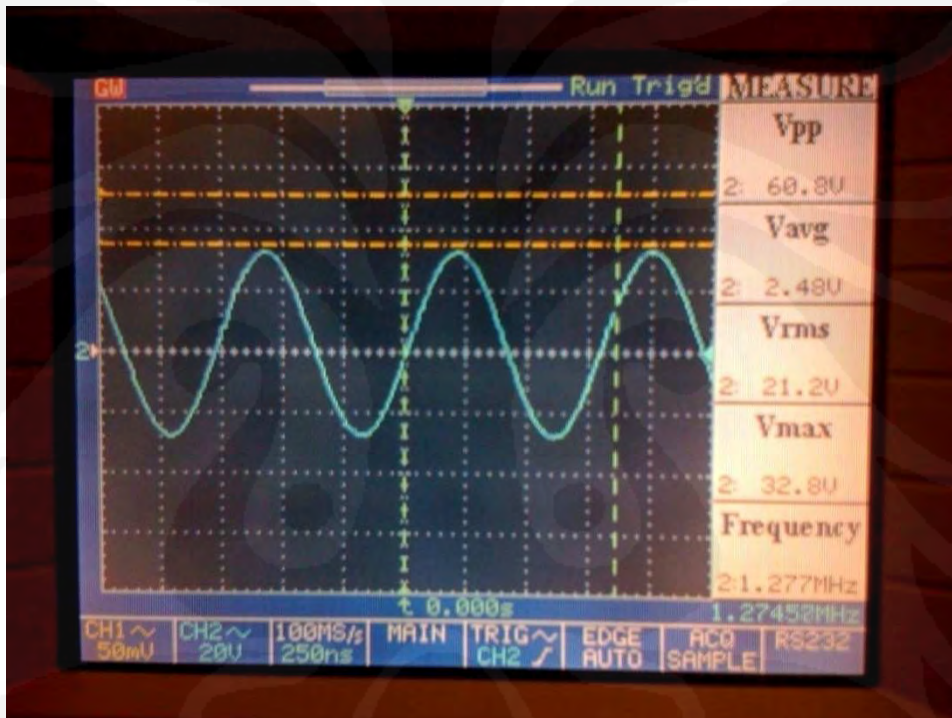 GW Run Trig'd MEASURE
Vpp
2: 60.8V
Vavg
2: 2.48V
Vrms
2: 21.2V
2
Vmax
2: 32.8V
Frequency
2:1.277MHz
t 0.000s 1.27452MHz
CH1 ~ CH2 ~ 100MS/s MAIN TRIG ~ EDGE ACQ RS232
50mV 20V 250ns CH2 AUTO SAMPLE